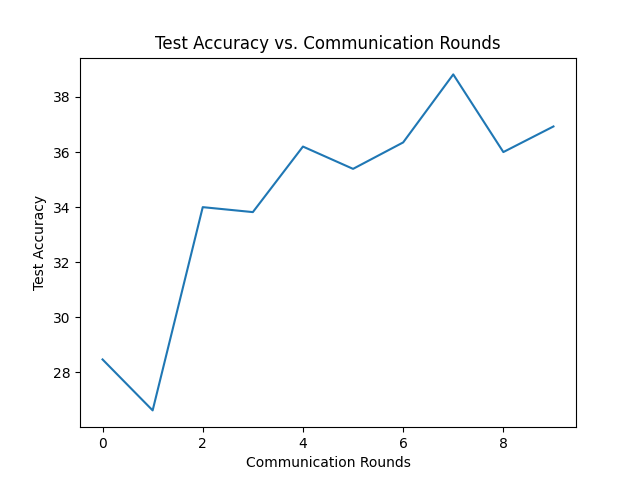 Test Accuracy vs. Communication Rounds
38
36
34
32
30
28
Test Accuracy
0 2 4 6 8
Communication Rounds